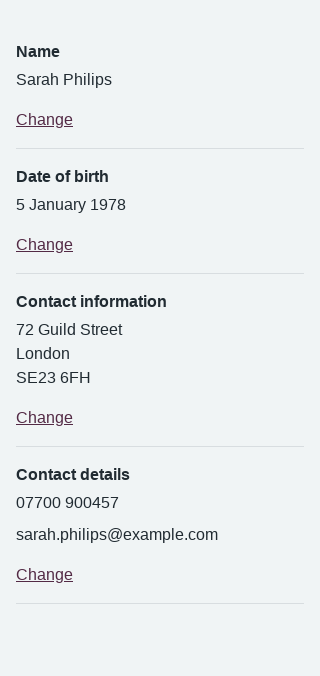 Name
Sarah Philips
Change
Date of birth
5 January 1978
Change
Contact information
72 Guild Street
London
SE23 6FH
Change
Contact details
07700 900457
sarah.philips@example.com
Change